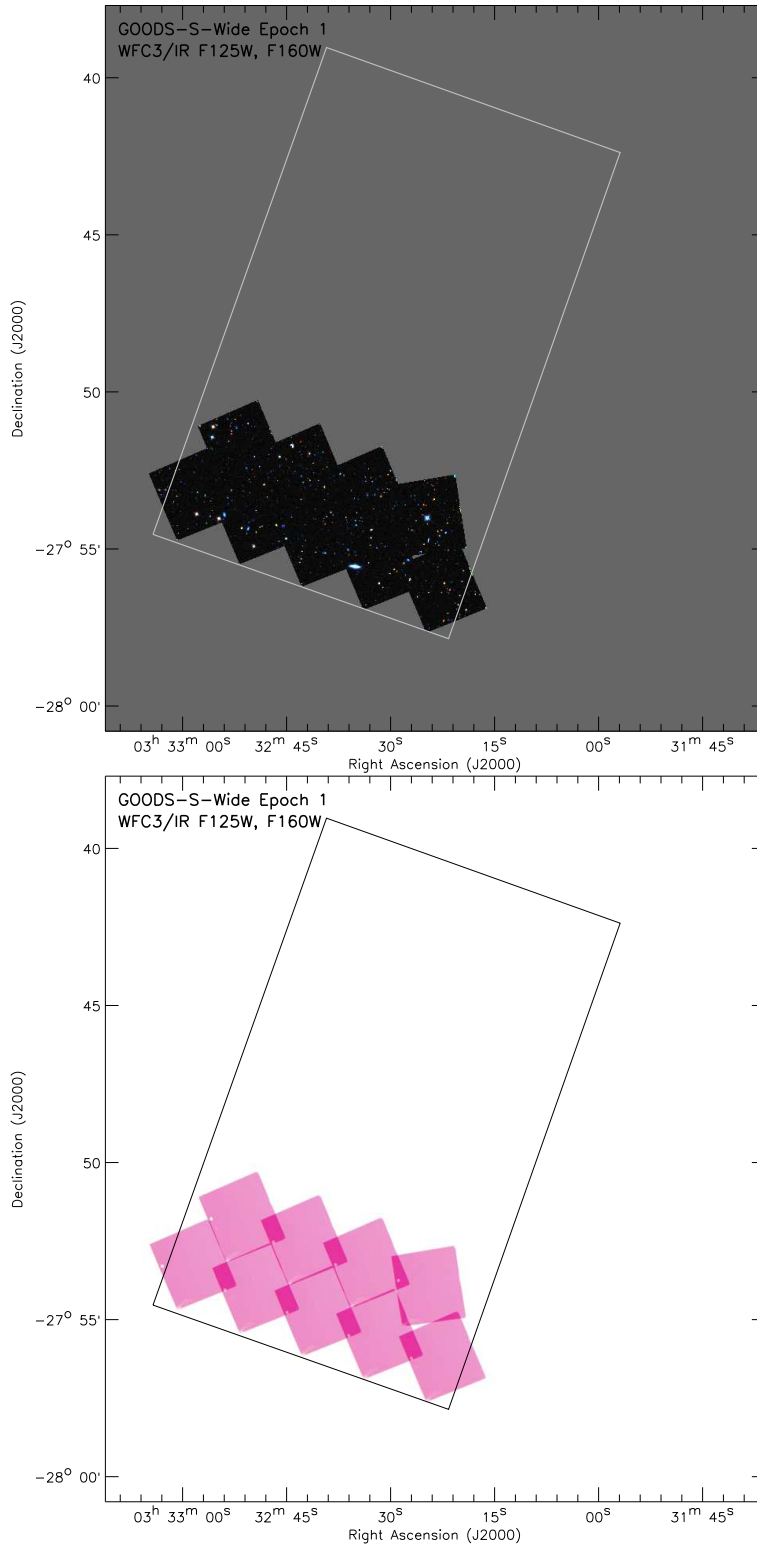 GOODS-S-Wide Epoch 1
WFC3/IR F125W, F160W
40
45
50
-27° 55'
-28° 00'
Declination (J2000)
03h 33m 00s
32m 45s
30s
15s
00s
31m 45s
Right Ascension (J2000)
GOODS-S-Wide Epoch 1
WFC3/IR F125W, F160W
40
45
50
-27° 55'
-28° 00'
Declination (J2000)
03h 33m 00s
32m 45s
30s
15s
00s
31m 45s
Right Ascension (J2000)